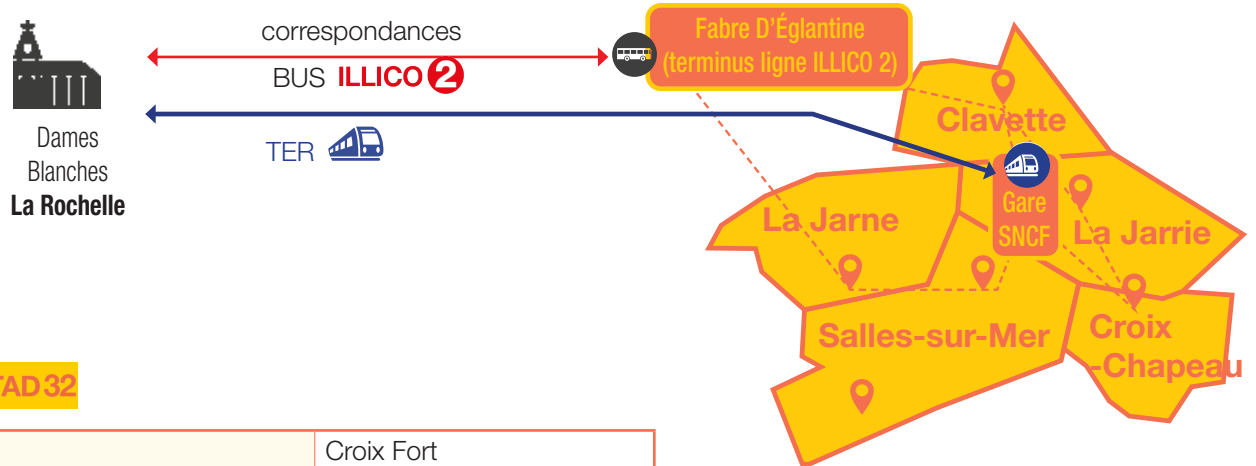 correspondances
BUS ILLICO 2
Fabre D'Églantine
(terminus ligne ILLICO 2)
TER
Dames
Blanches
La Rochelle
Clavette
Gare
SNCF
La Jarne
La Jarrie
Salles-sur-Mer
Croix
-Chapeau
TAD 32
Croix Fort